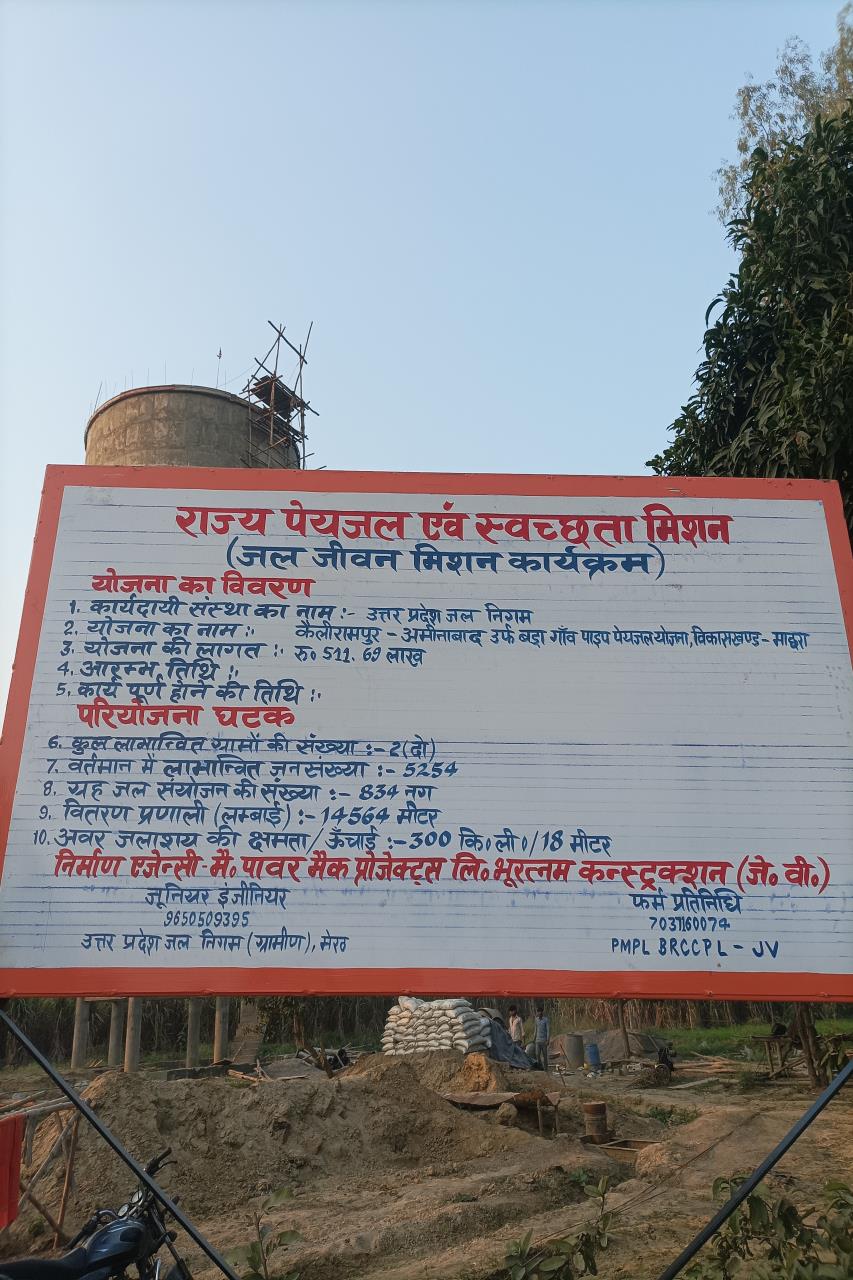 राज्य पेयजल एवं स्वच्छता मिशन
(जल जीवन मिशन कार्यक्रम)
योजना का विवरण
1. कार्यदायी संस्था का नाम :- उत्तर प्रदेश जल निगम
2. योजना का नाम :- कैलीरामपुर - अमीनाबाद उर्फ बड़ा गाँव पाइप पेयजल योजना, विकासखण्ड - माछरा
3. योजना की लागत :- रु० 511.69 लाख
4. आरम्भ तिथि :-
5. कार्य पूर्ण होने की तिथि :-
परियोजना घटक
6. कुल लाभान्वित ग्रामों की संख्या :- 2 (दो)
7. वर्तमान में लाभान्वित जनसंख्या :- 5254
8. ग्रह जल संयोजन की संख्या :- 834 नग
9. वितरण प्रणाली (लम्बाई) :- 14564 मीटर
10. अवर जलाशय की क्षमता/ऊँचाई :- 300 कि०ली०/18 मीटर
निर्माण एजेन्सी - मै. पावर मैक प्रोजेक्ट्स लि० भूरत्नम कन्स्ट्रक्शन (जे० वी०)
जूनियर इंजीनियर
9650509395
उत्तर प्रदेश जल निगम (ग्रामीण), मेरठ
फर्म प्रतिनिधि
7037160074
PMPL BRCCPL - JV